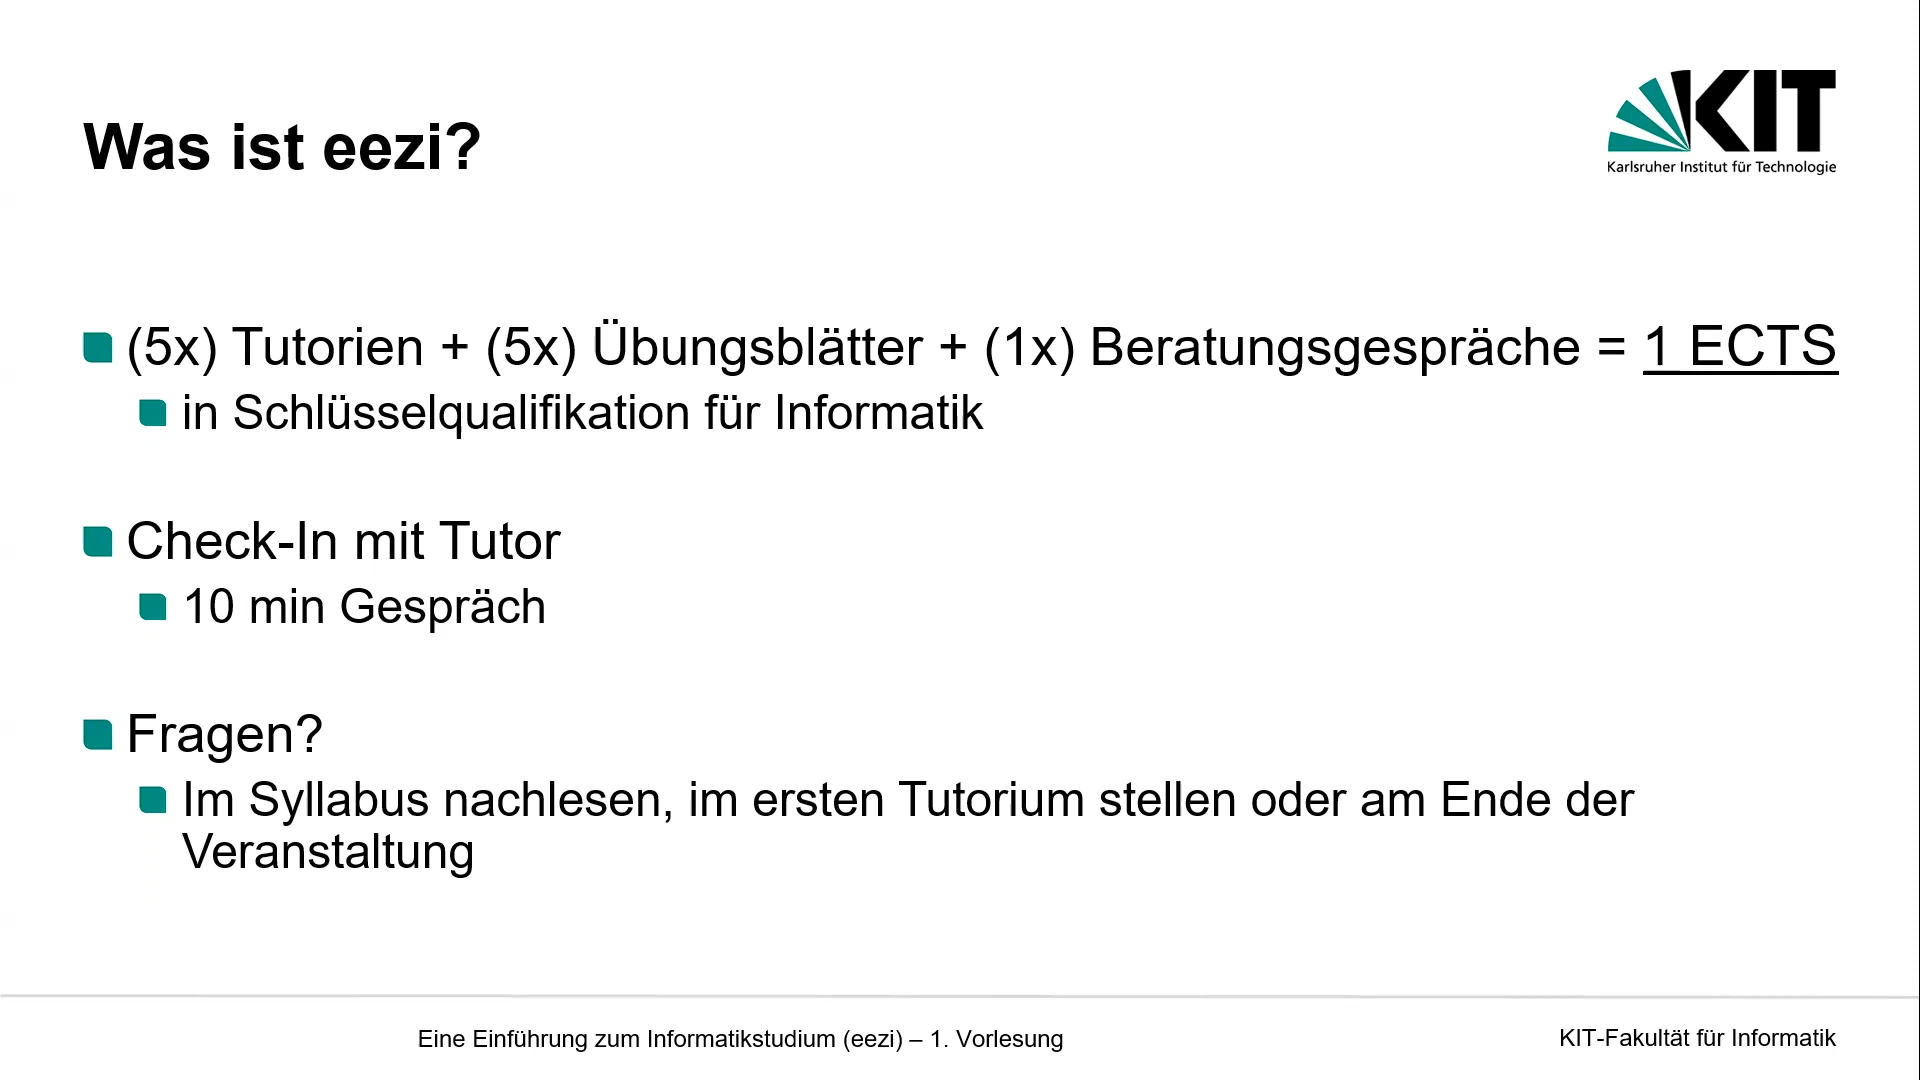 Was ist eezi?
KIT
Karlsruher Institut für Technologie
(5x) Tutorien + (5x) Übungsblätter + (1x) Beratungsgespräche = 1 ECTS
in Schlüsselqualifikation für Informatik
Check-In mit Tutor
10 min Gespräch
Fragen?
Im Syllabus nachlesen, im ersten Tutorium stellen oder am Ende der
Veranstaltung
Eine Einführung zum Informatikstudium (eezi) – 1. Vorlesung
KIT-Fakultät für Informatik